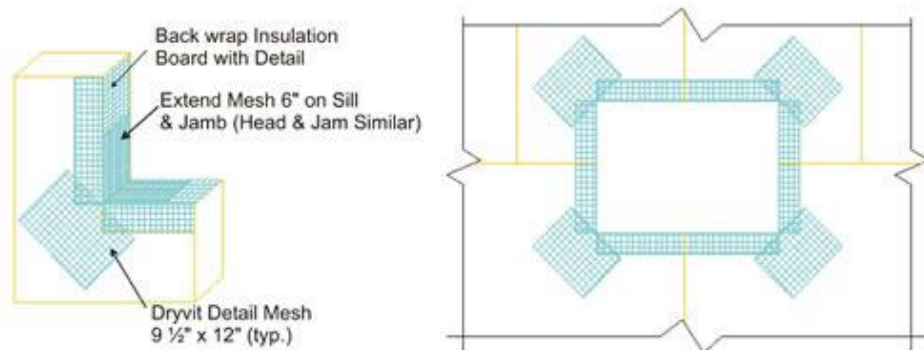 Back wrap Insulation
Board with Detail
Extend Mesh 6" on Sill
& Jamb (Head & Jam Similar)
Dryvit Detail Mesh
9 ½" x 12" (typ.)